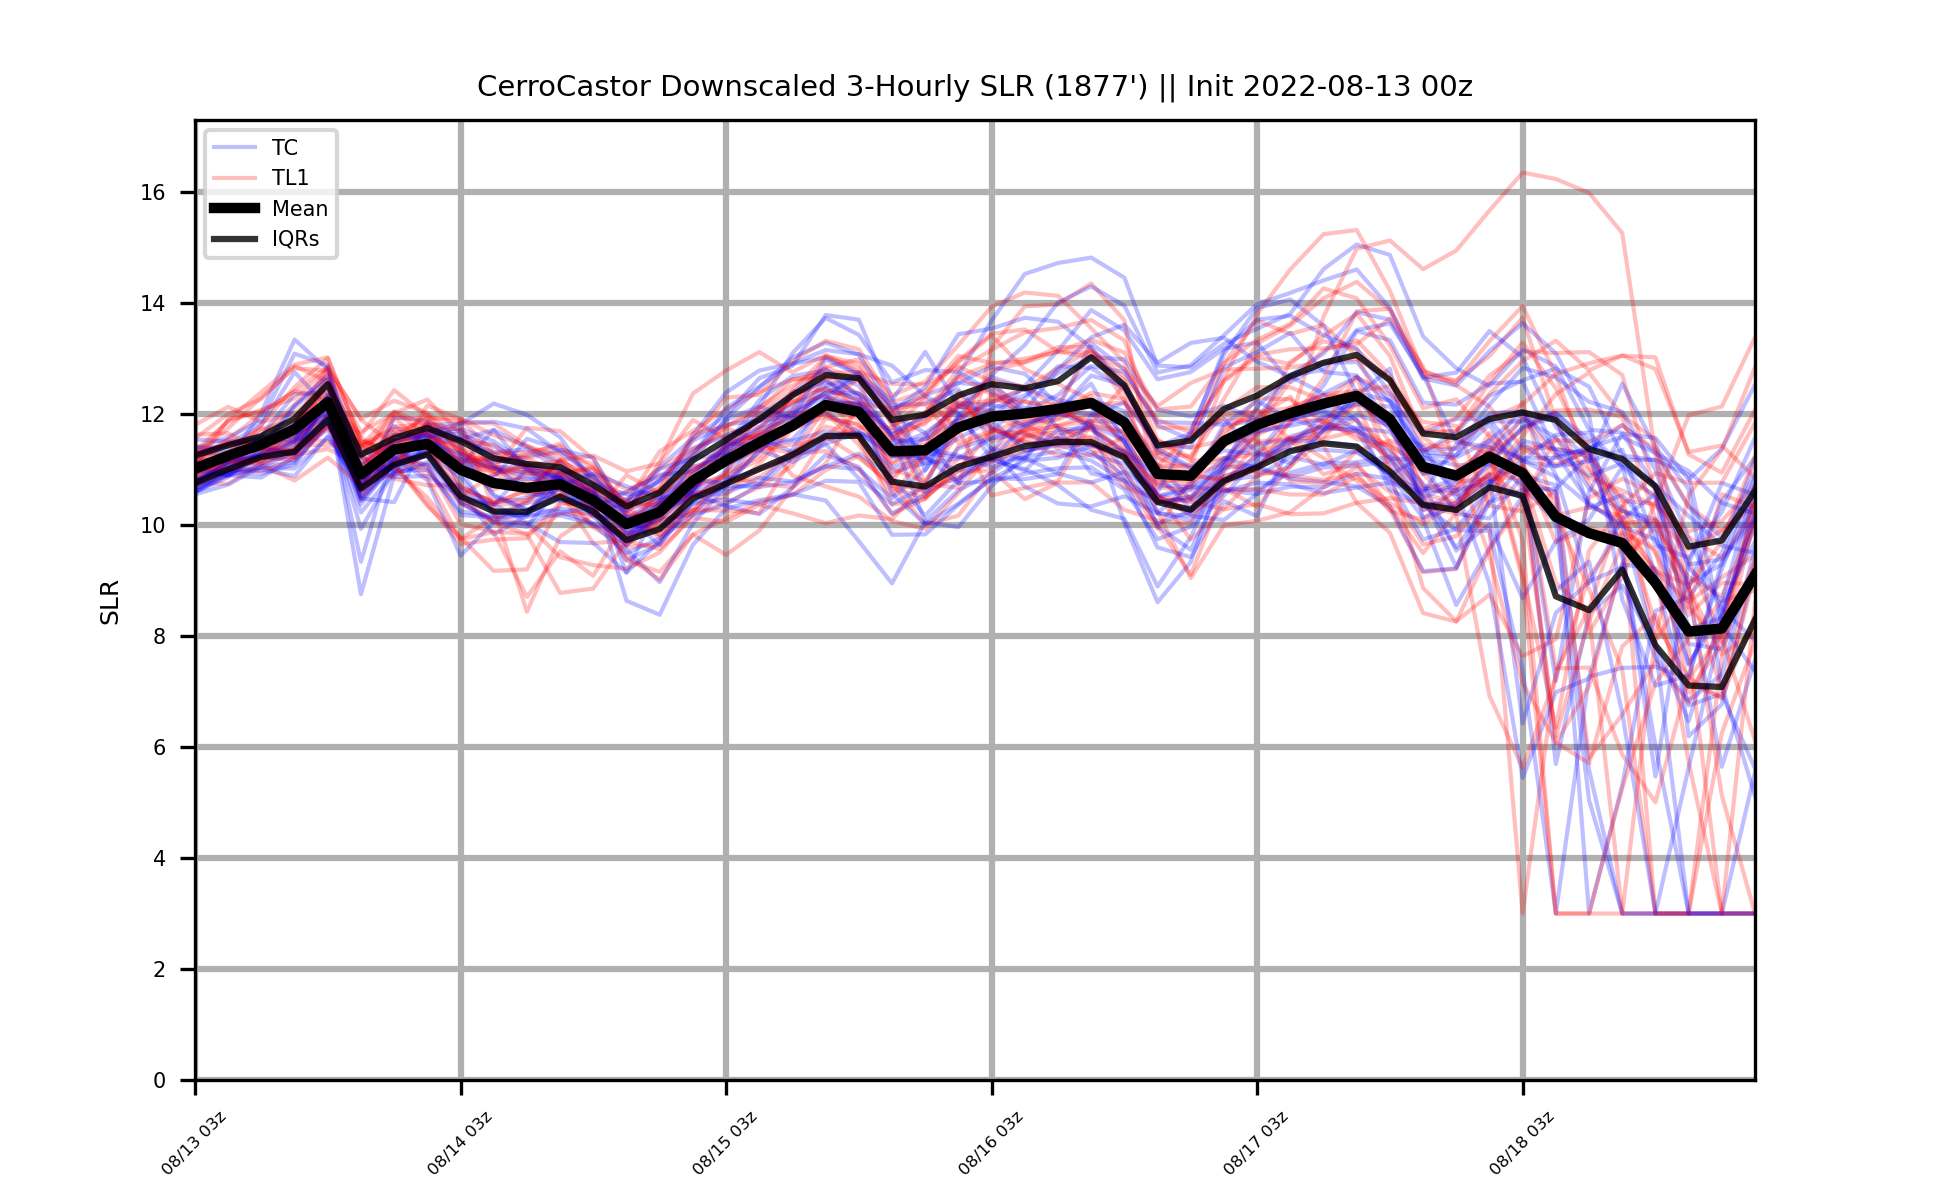 CerroCastor Downscaled 3-Hourly SLR (1877') || Init 2022-08-13 00z
TC
TL1
Mean
IQRs
16
14
12
10
8
6
4
2
0
SLR
08/13 03z
08/14 03z
08/15 03z
08/16 03z
08/17 03z
08/18 03z